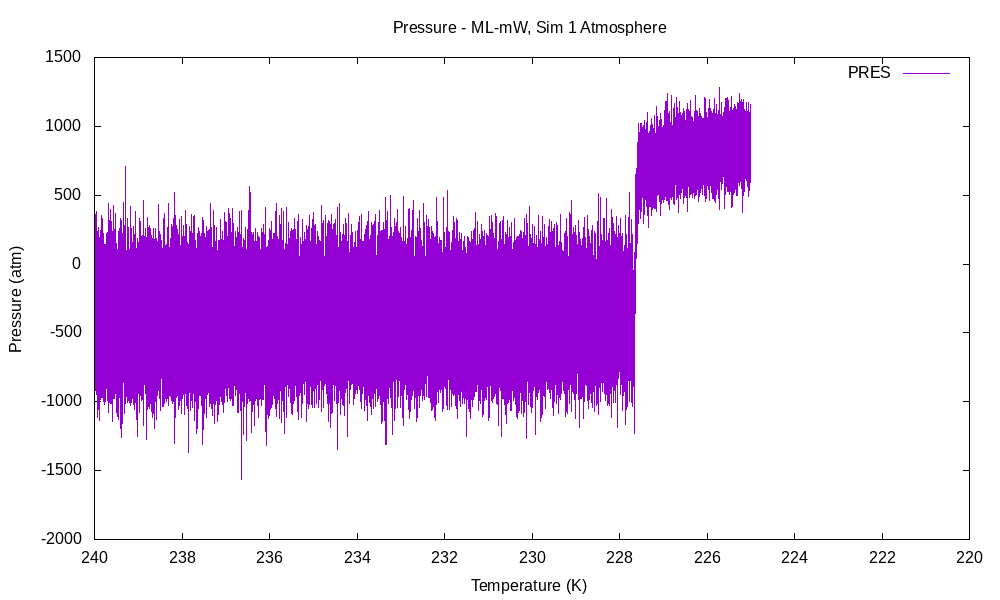 Pressure - ML-mW, Sim 1 Atmosphere
PRES
1500
1000
500
0
-500
-1000
-1500
-2000
Pressure (atm)
240 238 236 234 232 230 228 226 224 222 220
Temperature (K)